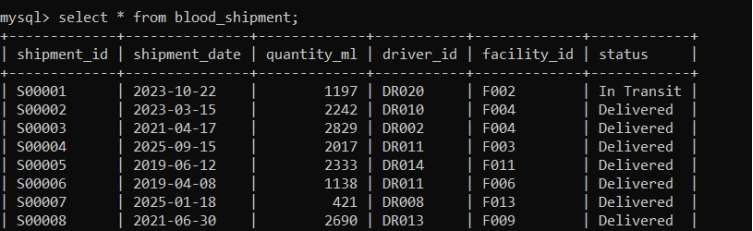 mysql> select * from blood_shipment;
+-------------+---------------+-------------+-----------+-------------+------------+
| shipment_id | shipment_date | quantity_ml | driver_id | facility_id | status     |
+-------------+---------------+-------------+-----------+-------------+------------+
| S00001      | 2023-10-22    |        1197 | DR020     | F002        | In Transit |
| S00002      | 2023-03-15    |        2242 | DR010     | F004        | Delivered  |
| S00003      | 2021-04-17    |        2829 | DR002     | F004        | Delivered  |
| S00004      | 2025-09-15    |        2017 | DR011     | F003        | Delivered  |
| S00005      | 2019-06-12    |        2333 | DR014     | F011        | Delivered  |
| S00006      | 2019-04-08    |        1138 | DR011     | F006        | Delivered  |
| S00007      | 2025-01-18    |         421 | DR008     | F013        | Delivered  |
| S00008      | 2021-06-30    |        2690 | DR013     | F009        | Delivered  |